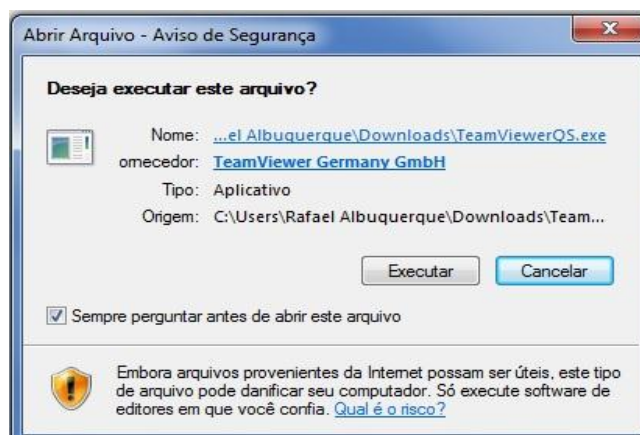 Abrir Arquivo - Aviso de Segurança
Deseja executar este arquivo?
Nome: ...el Albuquerque\Downloads\TeamViewerQS.exe
ornecedor: TeamViewer Germany GmbH
Tipo: Aplicativo
Origem: C:\Users\Rafael Albuquerque\Downloads\Team...
Executar Cancelar
Sempre perguntar antes de abrir este arquivo
Embora arquivos provenientes da Internet possam ser úteis, este tipo
de arquivo pode danificar seu computador. Só execute software de
editores em que você confia. Qual é o risco?